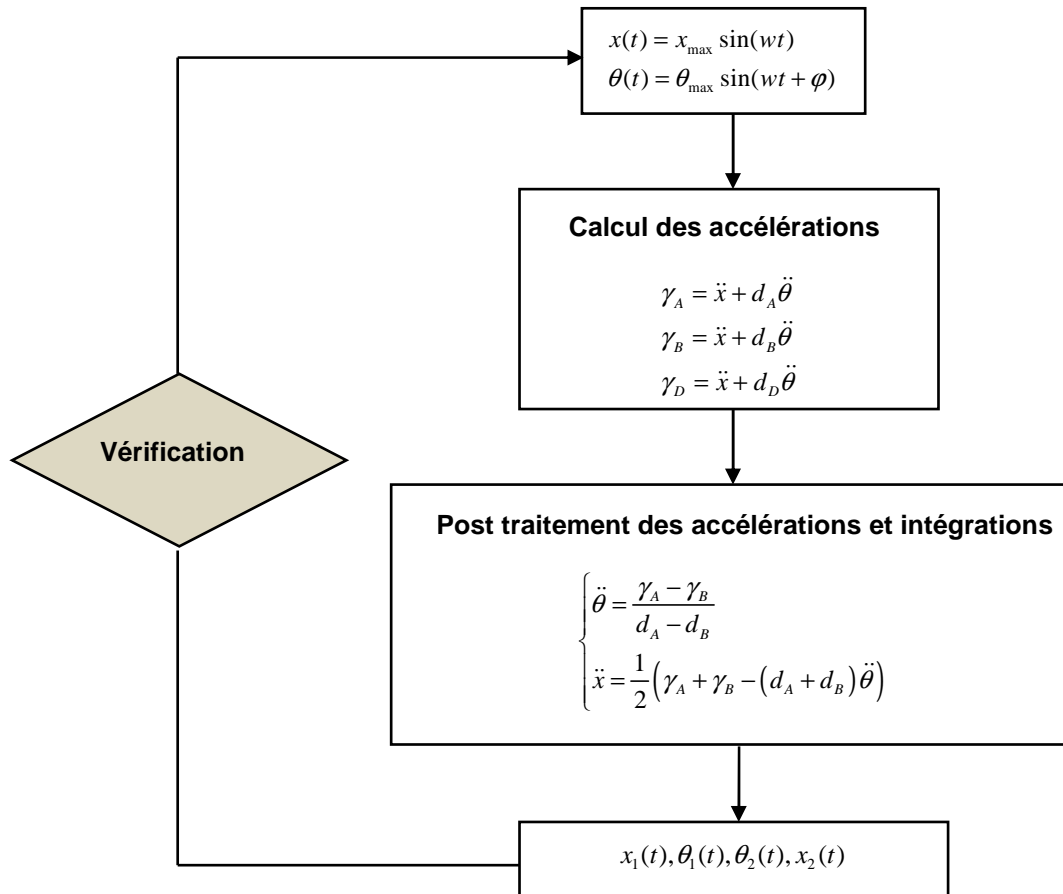 x(t) = x_max sin(wt)
θ(t) = θ_max sin(wt + φ)
Calcul des accélérations
γ_A = ẍ + d_A θ̈
γ_B = ẍ + d_B θ̈
γ_D = ẍ + d_D θ̈
Vérification
Post traitement des accélérations et intégrations
θ̈ = (γ_A − γ_B) / (d_A − d_B)
ẍ = 1/2 (γ_A + γ_B − (d_A + d_B) θ̈)
x_1(t), θ_1(t), θ_2(t), x_2(t)